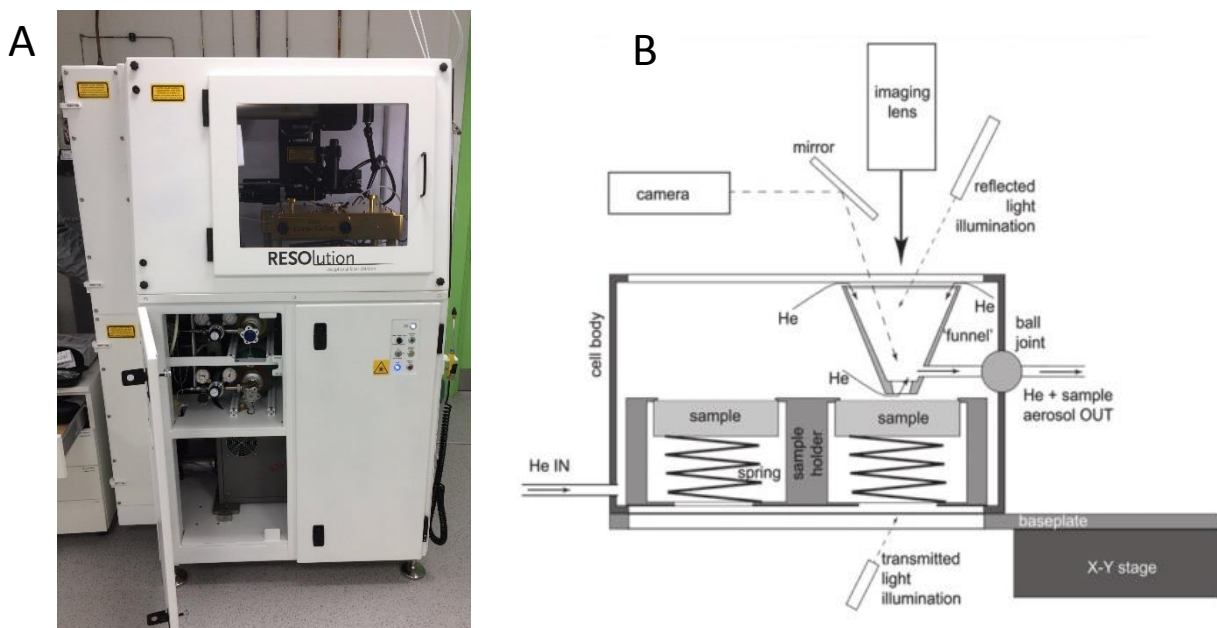 A
RESOlution
B
imaging
lens
mirror
camera
reflected
light
illumination
He
He
'funnel'
ball
joint
cell body
He
He + sample
aerosol OUT
sample
sample
sample
holder
spring
He IN
baseplate
X-Y stage
transmitted
light
illumination